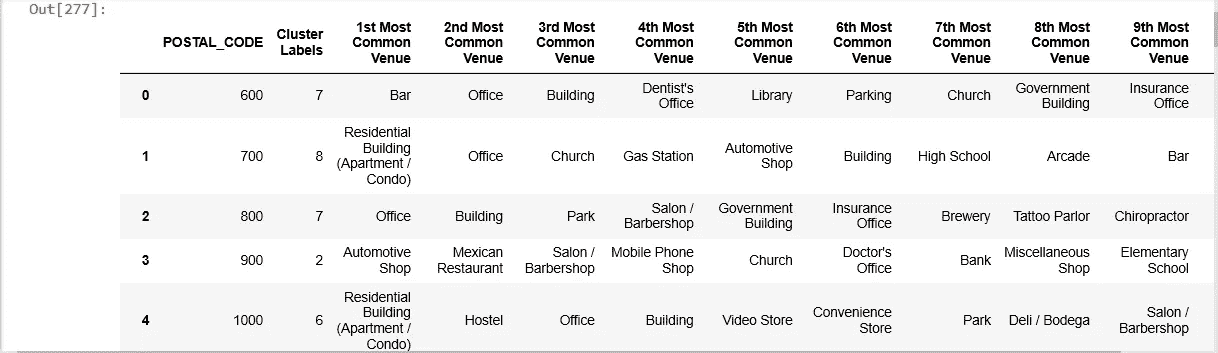 Out[277]:
POSTAL_CODE Cluster Labels 1st Most Common Venue 2nd Most Common Venue 3rd Most Common Venue 4th Most Common Venue 5th Most Common Venue 6th Most Common Venue 7th Most Common Venue 8th Most Common Venue 9th Most Common Venue
0 600 7 Bar Office Building Dentist's Office Library Parking Church Government Building Insurance Office
1 700 8 Residential Building (Apartment / Condo) Office Church Gas Station Automotive Shop Building High School Arcade Bar
2 800 7 Office Building Park Salon / Barbershop Government Building Insurance Office Brewery Tattoo Parlor Chiropractor
3 900 2 Automotive Shop Mexican Restaurant Salon / Barbershop Mobile Phone Shop Church Doctor's Office Bank Miscellaneous Shop Elementary School
4 1000 6 Residential Building (Apartment / Condo) Hostel Office Building Video Store Convenience Store Park Deli / Bodega Salon / Barbershop